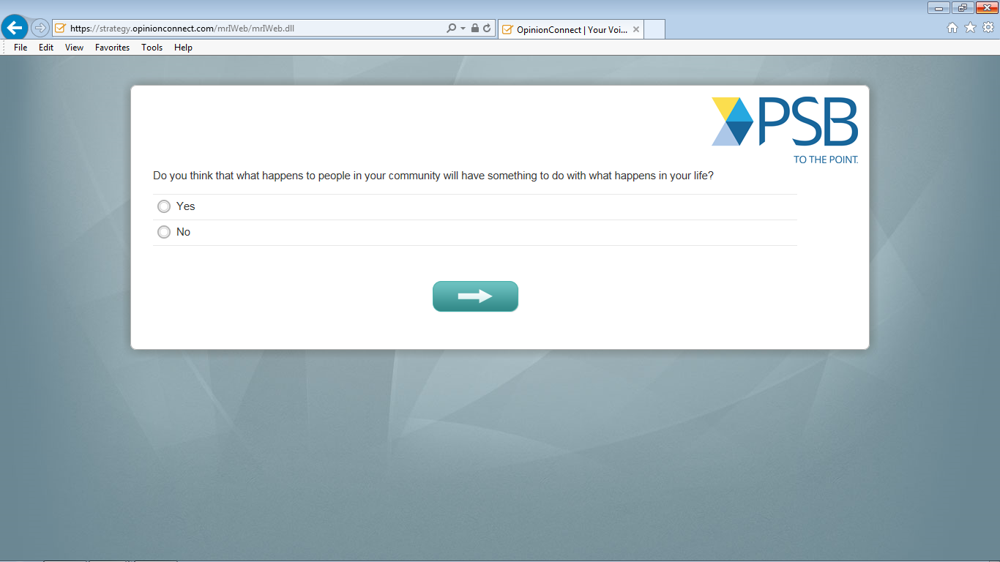 https://strategy.opinionconnect.com/mrIWeb/mrIWeb.dll
OpinionConnect | Your Voi...
File Edit View Favorites Tools Help
PSB
TO THE POINT.
Do you think that what happens to people in your community will have something to do with what happens in your life?
Yes
No